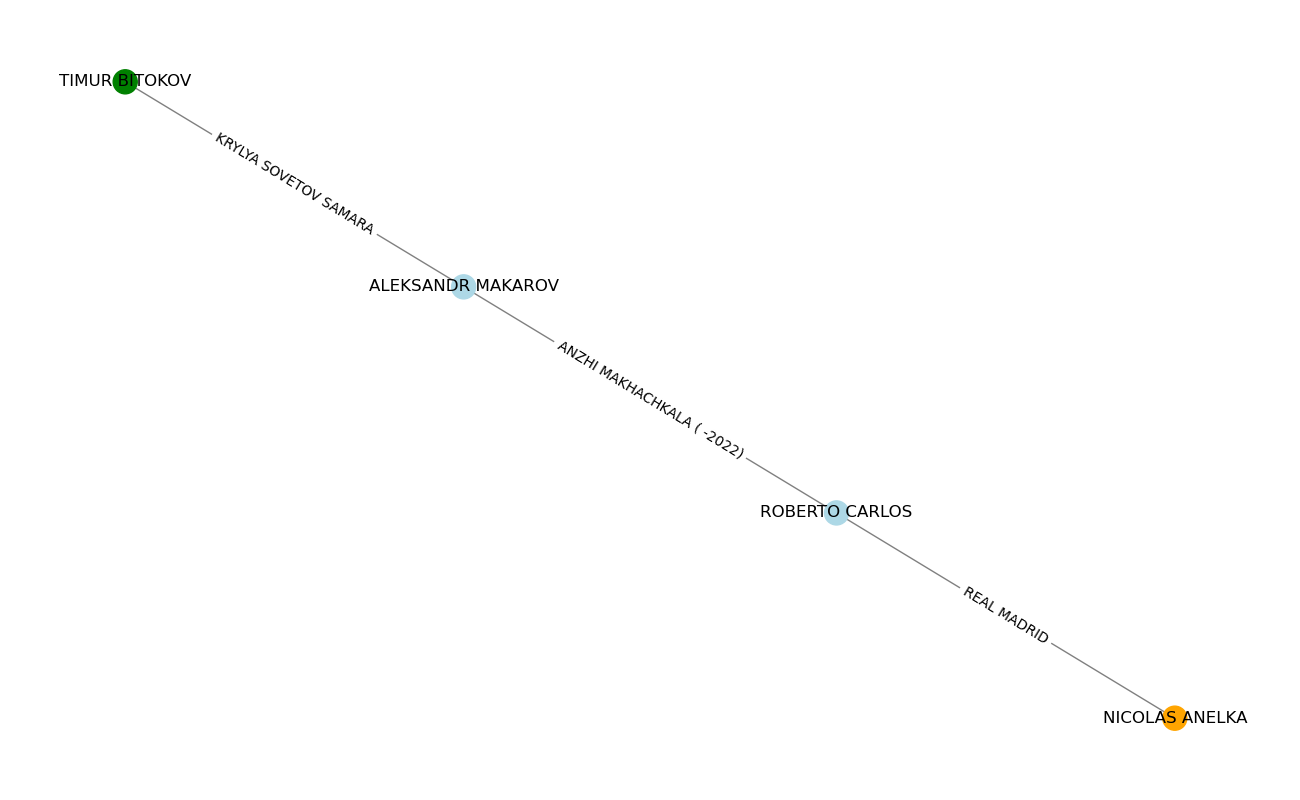 TIMUR BITOKOV
KRYLYA SOVETOV SAMARA
ALEKSANDR MAKAROV
ANZHI MAKHACHKALA ( -2022)
ROBERTO CARLOS
REAL MADRID
NICOLAS ANELKA